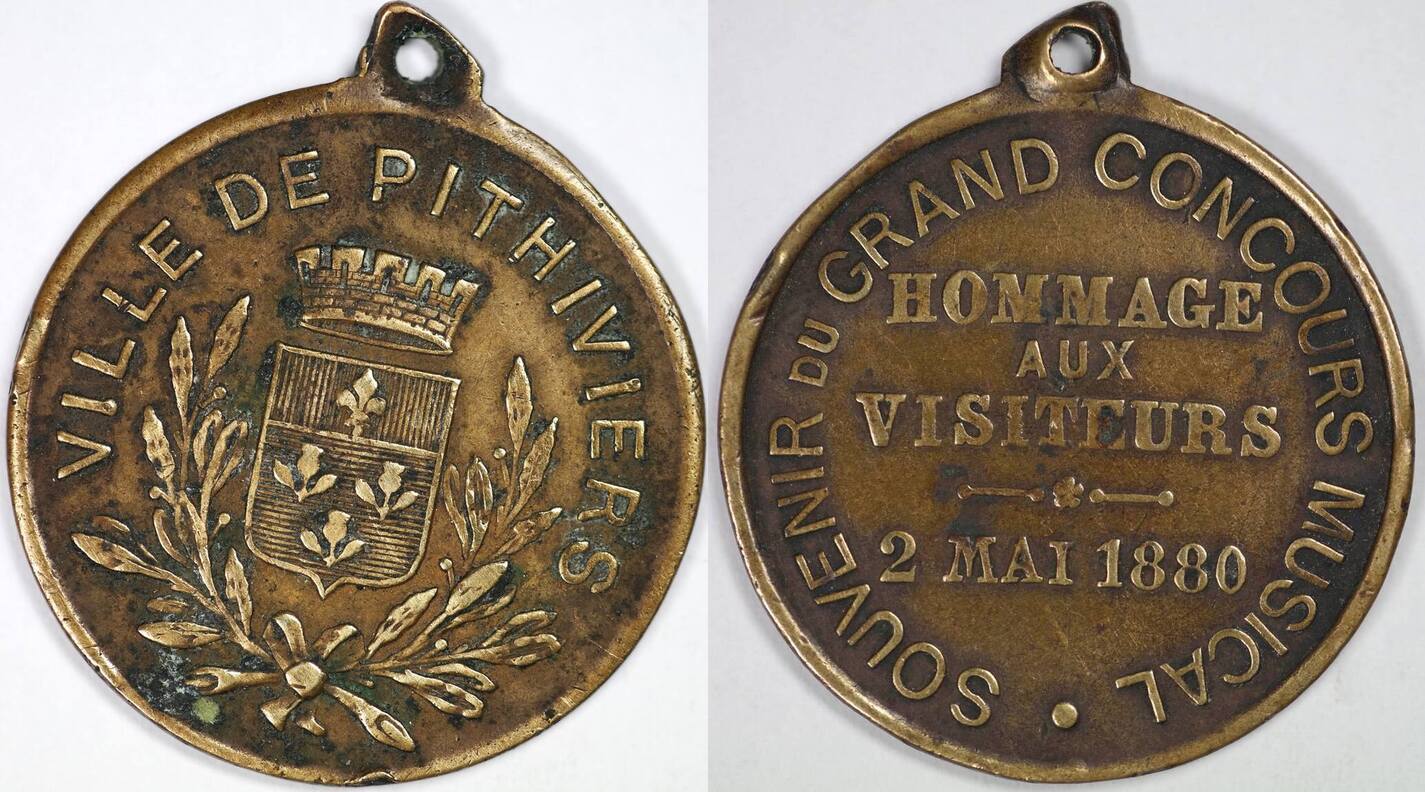 VILLE DE PITHIVIERS
SOUVENIR DU GRAND CONCOURS MUSICAL
HOMMAGE
AUX
VISITEURS
2 MAI 1880